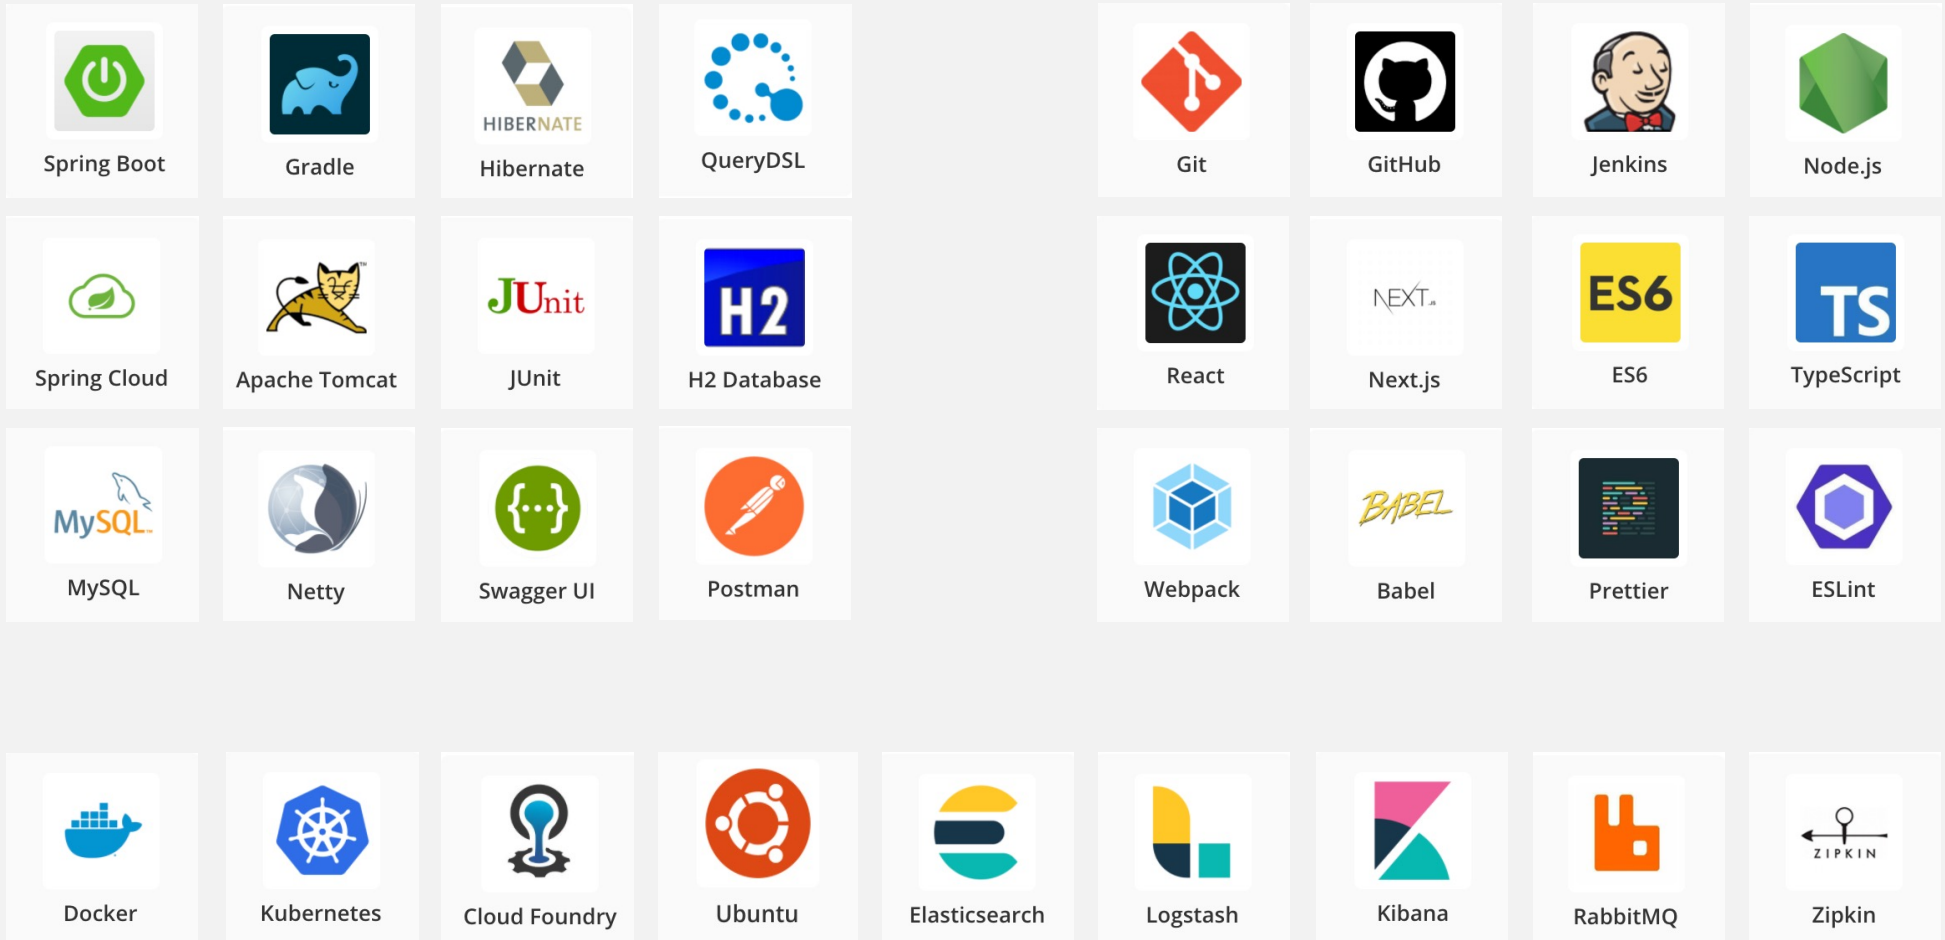 HIBERNATE
Spring Boot
Gradle
Hibernate
QueryDSL
Git
GitHub
Jenkins
Node.js
JUnit
H2
NEXT.JS
ES6
TS
Spring Cloud
Apache Tomcat
JUnit
H2 Database
React
Next.js
ES6
TypeScript
MySQL™
{...}
BABEL
MySQL
Netty
Swagger UI
Postman
Webpack
Babel
Prettier
ESLint
ZIPKIN
Docker
Kubernetes
Cloud Foundry
Ubuntu
Elasticsearch
Logstash
Kibana
RabbitMQ
Zipkin